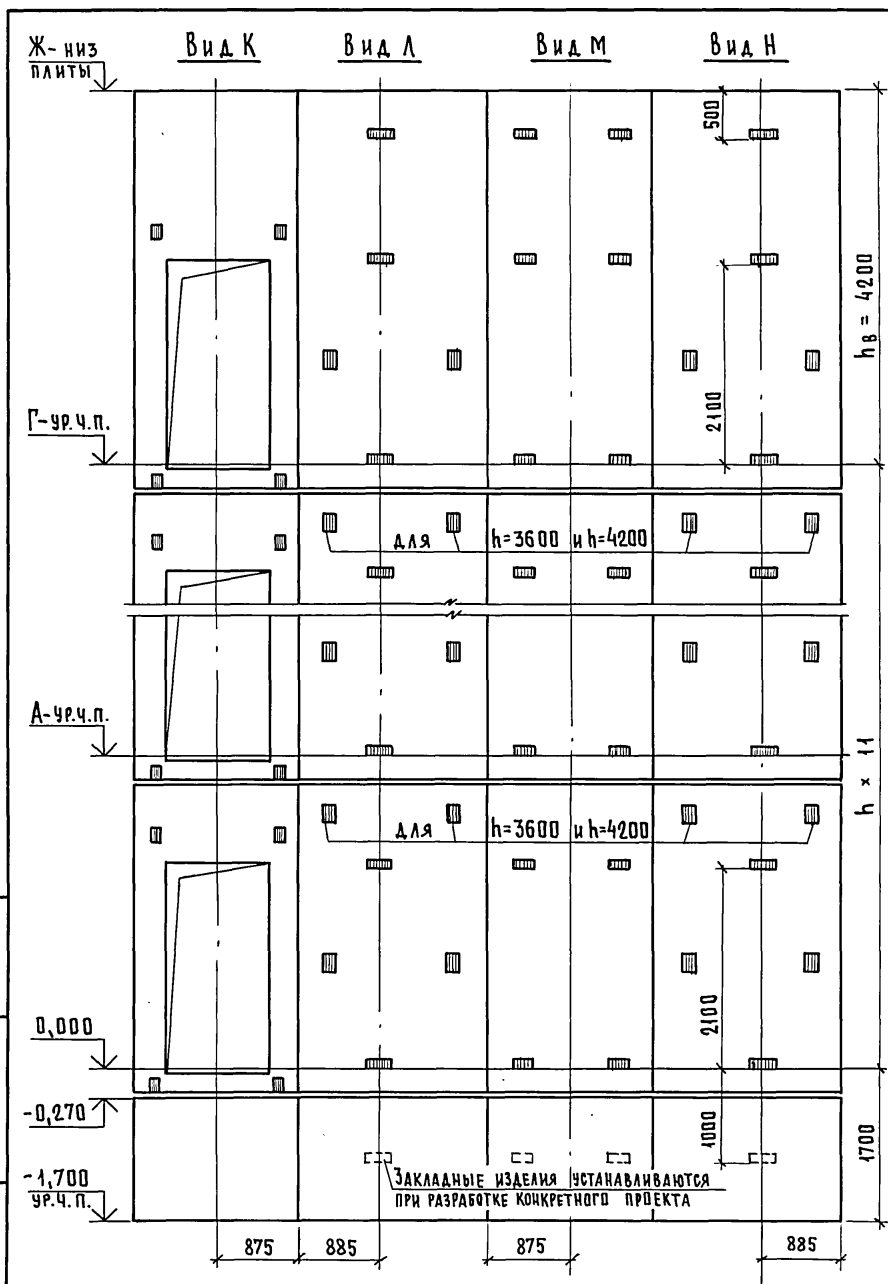 Ж-низ
плиты
Вид К
Вид Л
Вид М
Вид Н
500
2100
hв = 4200
Г-ур.ч.п.
для h=3600 и h=4200
А-ур.ч.п.
h × 11
для h=3600 и h=4200
2100
0,000
-0,270
1000
1700
-1,700
ур.ч.п.
Закладные изделия устанавливаются
при разработке конкретного проекта
875
885
875
885